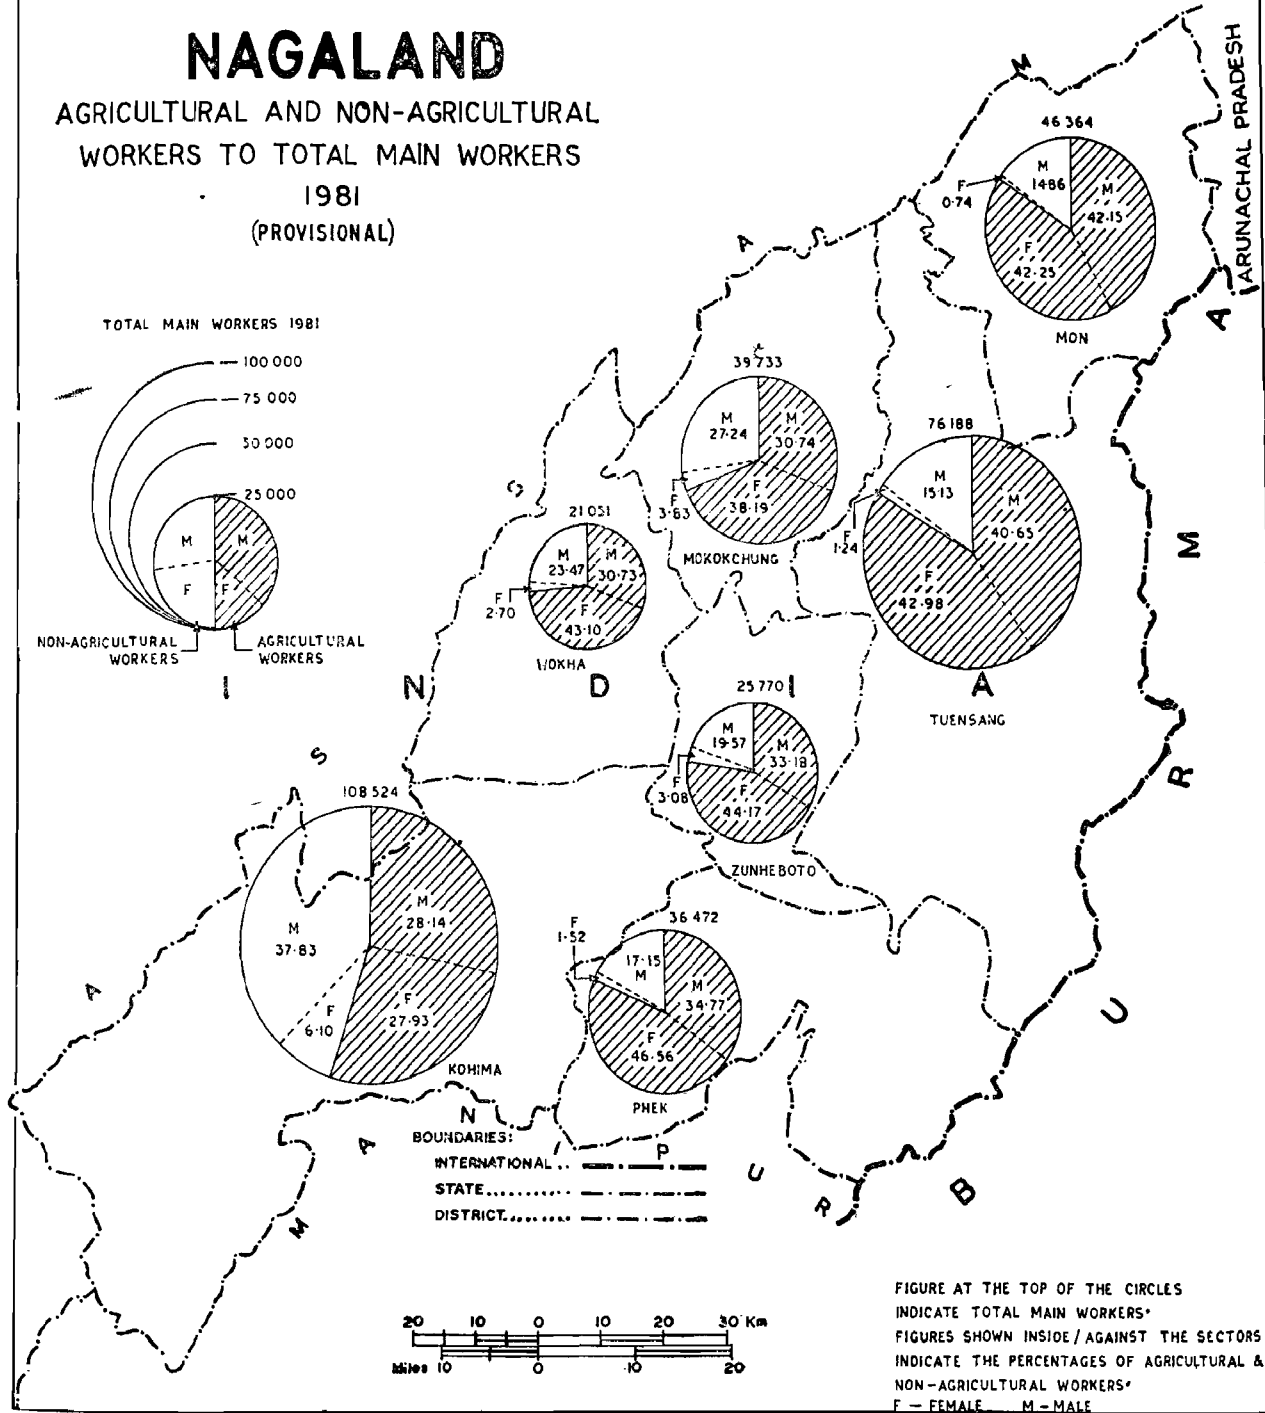 NAGALAND
AGRICULTURAL AND NON-AGRICULTURAL
WORKERS TO TOTAL MAIN WORKERS
1981
(PROVISIONAL)
TOTAL MAIN WORKERS 1981
100 000
75 000
50 000
25 000
M
M
F
F
NON-AGRICULTURAL
WORKERS
AGRICULTURAL
WORKERS
ARUNACHAL PRADESH
46 364
M
14·86
F
0·74
M
42·15
F
42·25
MON
39 733
M
27·24
M
30·74
F
3·83
F
38·19
MOKOKCHUNG
76 188
M
15·13
M
40·65
F
1·24
F
42·98
TUENSANG
21 051
M
23·47
M
30·73
F
2·70
F
43·10
WOKHA
25 770
M
19·57
M
33·18
F
3·08
F
44·17
ZUNHEBOTO
108 524
M
37·83
M
28·14
F
6·10
F
27·93
KOHIMA
36 472
F
1·52
17·15
M
M
34·77
F
46·56
PHEK
A S S A M
I N D I A
B U R M A
M A N I P U R
BOUNDARIES:
INTERNATIONAL..
STATE..........
DISTRICT........
20 10 0 10 20 30 Km
Miles 10 0 10 20
FIGURE AT THE TOP OF THE CIRCLES
INDICATE TOTAL MAIN WORKERS·
FIGURES SHOWN INSIDE/AGAINST THE SECTORS
INDICATE THE PERCENTAGES OF AGRICULTURAL &
NON-AGRICULTURAL WORKERS·
F – FEMALE M – MALE